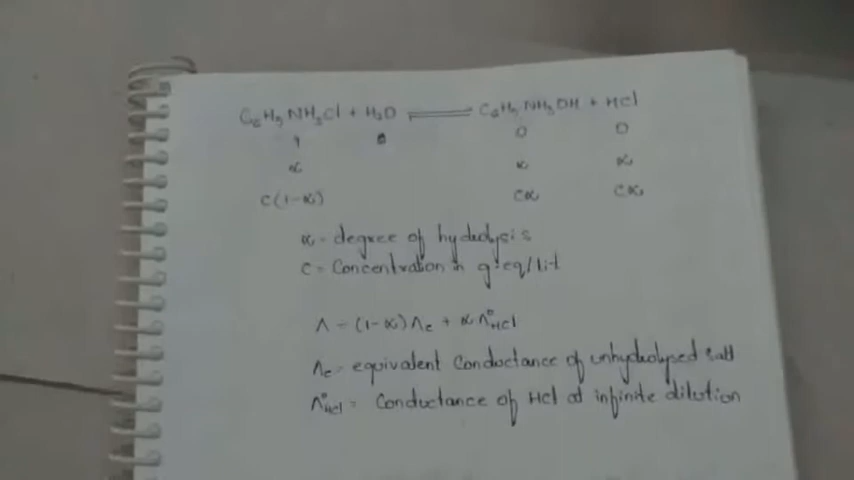 C₆H₅NH₃Cl + H₂O ⇌ C₆H₅NH₃OH + HCl
1 0 0
α α α
C(1-α) Cα Cα
α = degree of hydrolysis
C = Concentration in g.eq/lit
Λ = (1-α)Λc + αΛ°HCl
Λc = equivalent Conductance of unhydrolysed salt
Λ°HCl = Conductance of HCl at infinite dilution